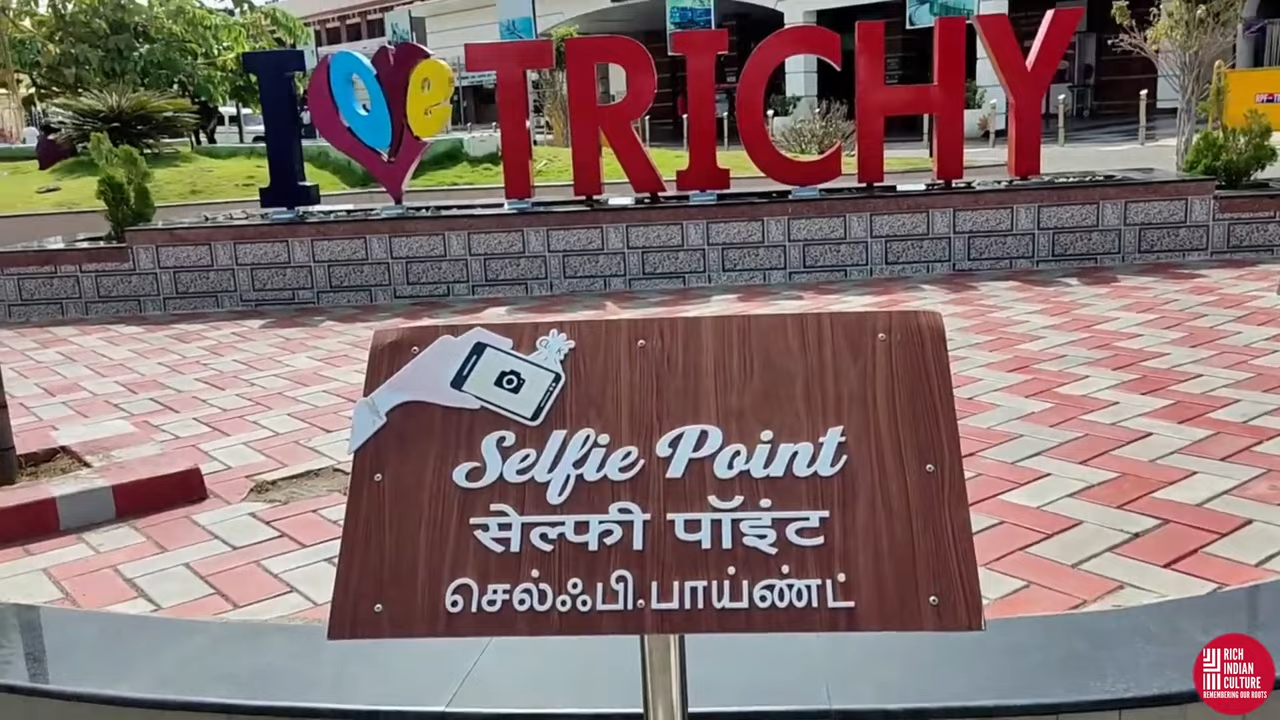 I Love TRICHY
Selfie Point
सेल्फी पॉइंट
செல்ஃபி பாய்ண்ட்
RICH
INDIAN
CULTURE
REMEMBERING OUR ROOTS